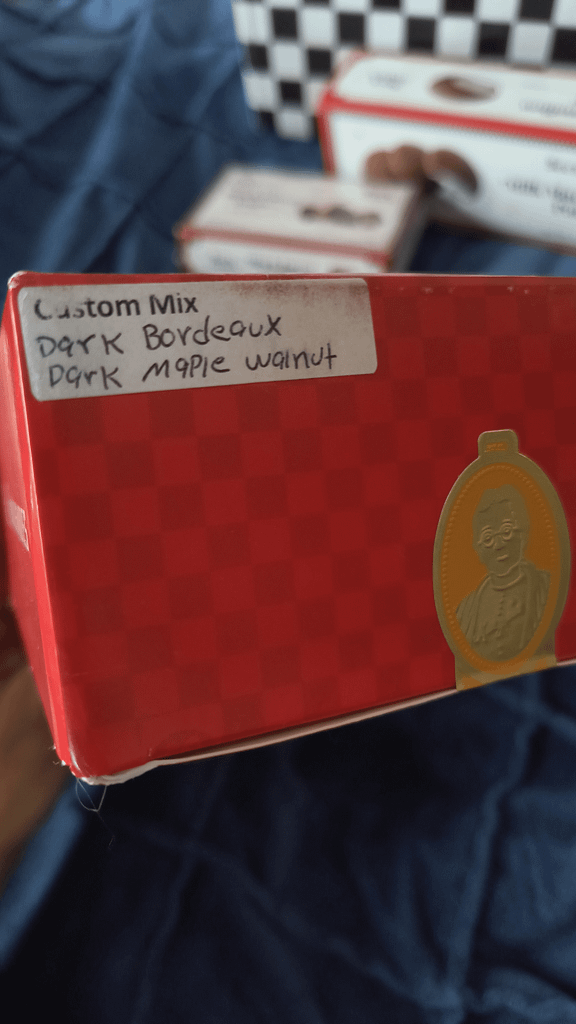 Custom Mix
Dark Bordeaux
Dark Maple walnut